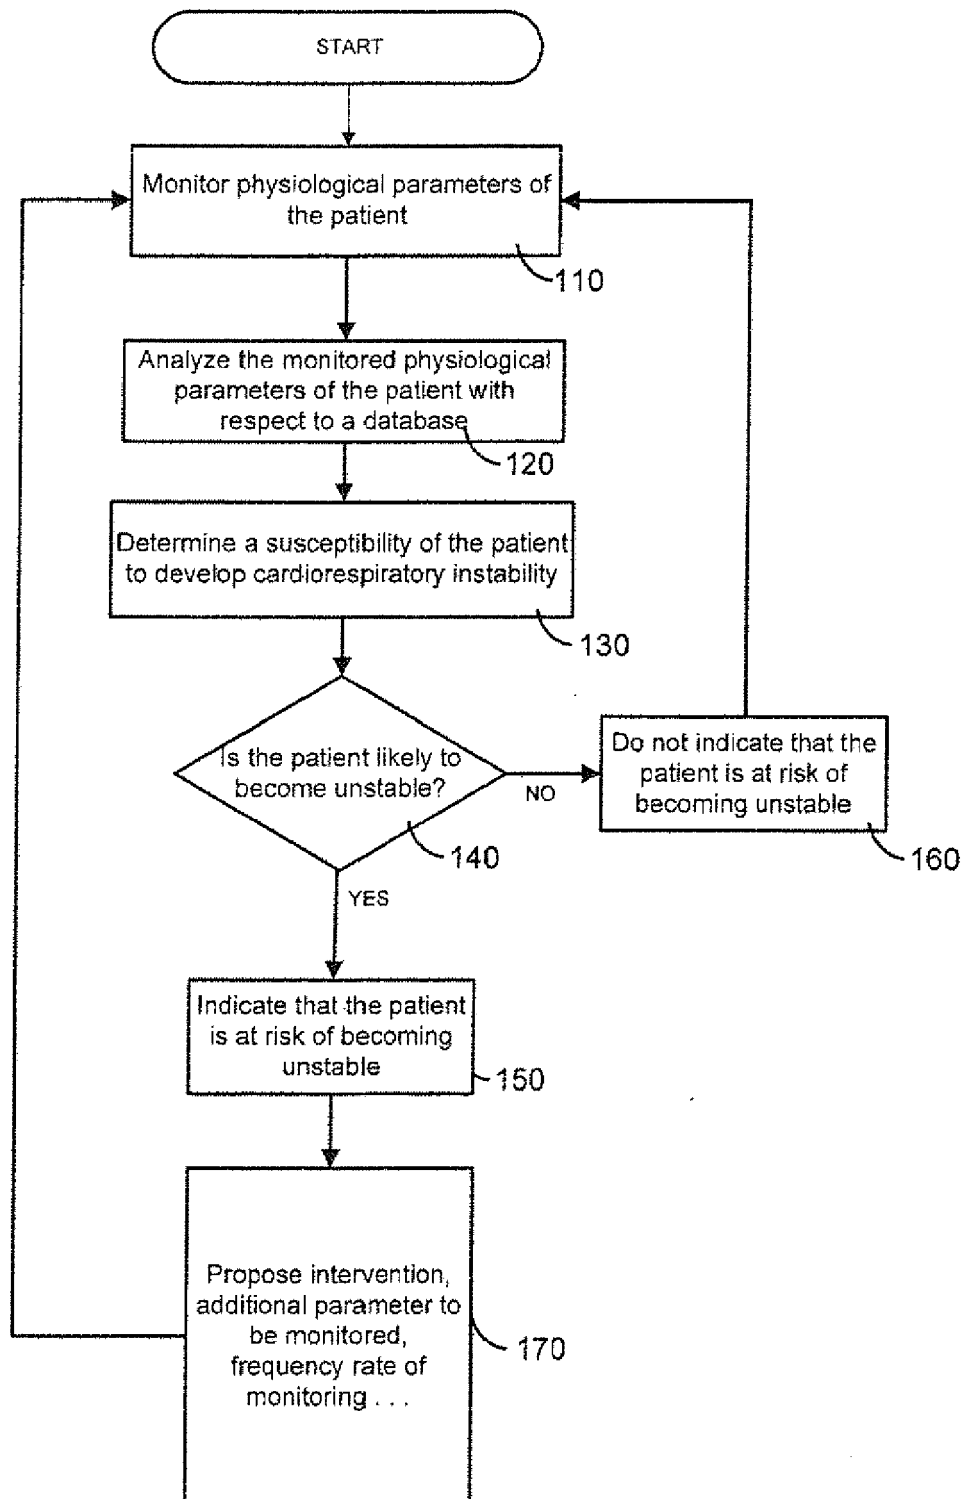 START
Monitor physiological parameters of
the patient
110
Analyze the monitored physiological
parameters of the patient with
respect to a database
120
Determine a susceptibility of the patient
to develop cardiorespiratory instability
130
Is the patient likely to
become unstable?
NO
140
Do not indicate that the
patient is at risk of
becoming unstable
160
YES
Indicate that the patient
is at risk of becoming
unstable
150
Propose intervention,
additional parameter to
be monitored,
frequency rate of
monitoring . . .
170